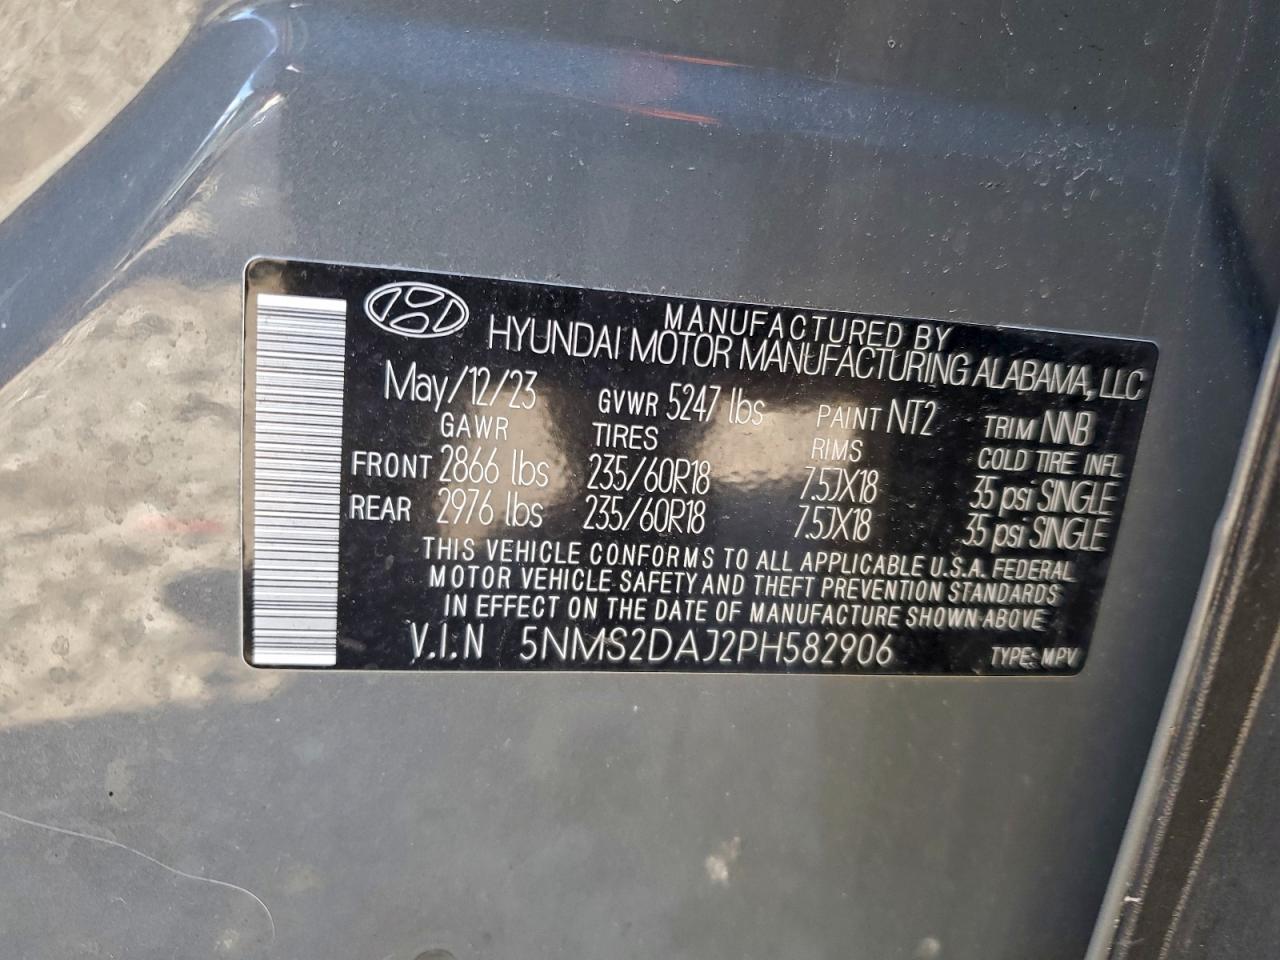 MANUFACTURED BY
HYUNDAI MOTOR MANUFACTURING ALABAMA, LLC
May/12/23 GVWR 5247 lbs PAINT NT2 TRIM NNB
GAWR TIRES RIMS COLD TIRE INFL
FRONT 2866 lbs 235/60R18 7.5JX18 35 psi SINGLE
REAR 2976 lbs 235/60R18 7.5JX18 35 psi SINGLE
THIS VEHICLE CONFORMS TO ALL APPLICABLE U.S.A. FEDERAL
MOTOR VEHICLE SAFETY AND THEFT PREVENTION STANDARDS
IN EFFECT ON THE DATE OF MANUFACTURE SHOWN ABOVE
V.I.N 5NMS2DAJ2PH582906 TYPE: MPV